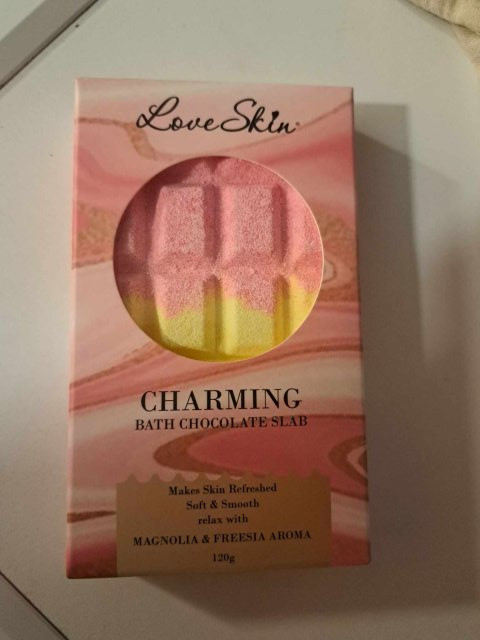 Love Skin®
CHARMING
BATH CHOCOLATE SLAB
Makes Skin Refreshed
Soft & Smooth
relax with
MAGNOLIA & FREESIA AROMA
120g